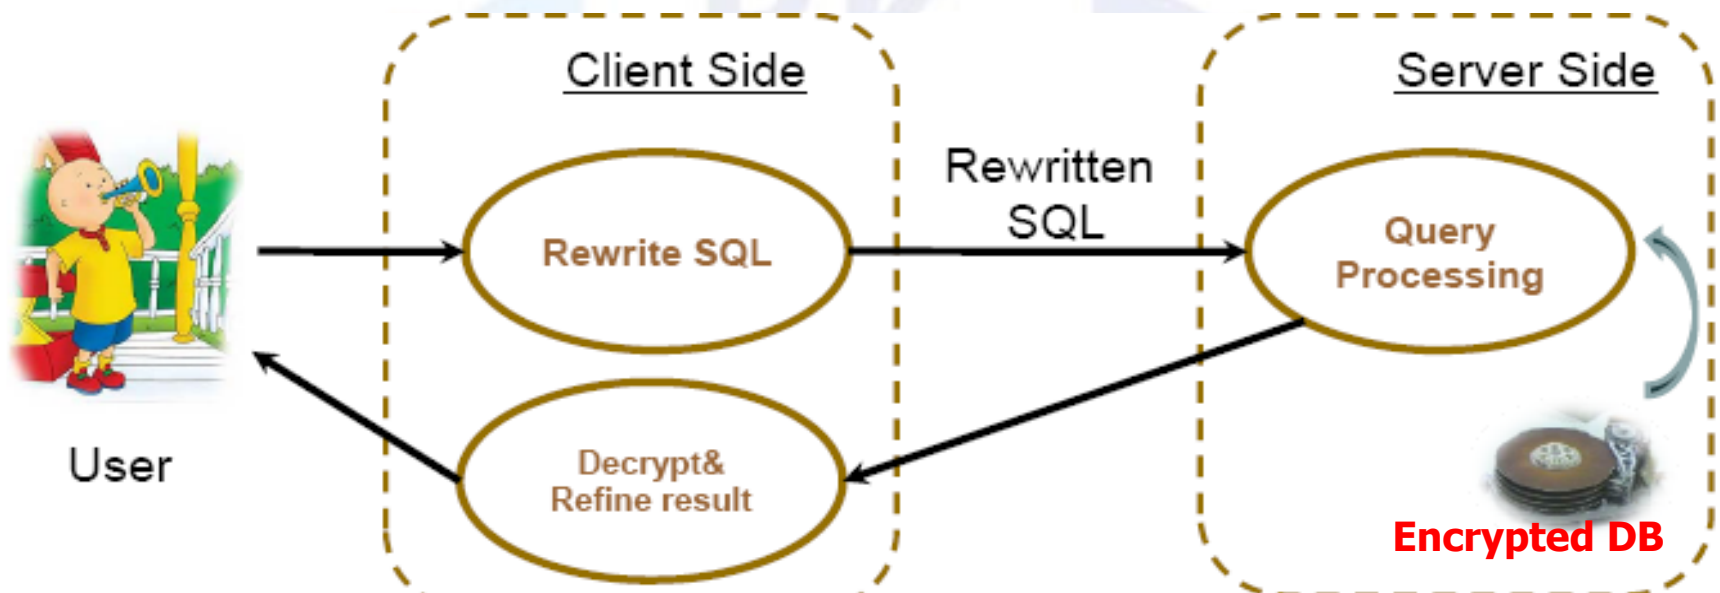 Client Side
Server Side
Rewritten
SQL
Rewrite SQL
Query
Processing
User
Decrypt&
Refine result
Encrypted DB